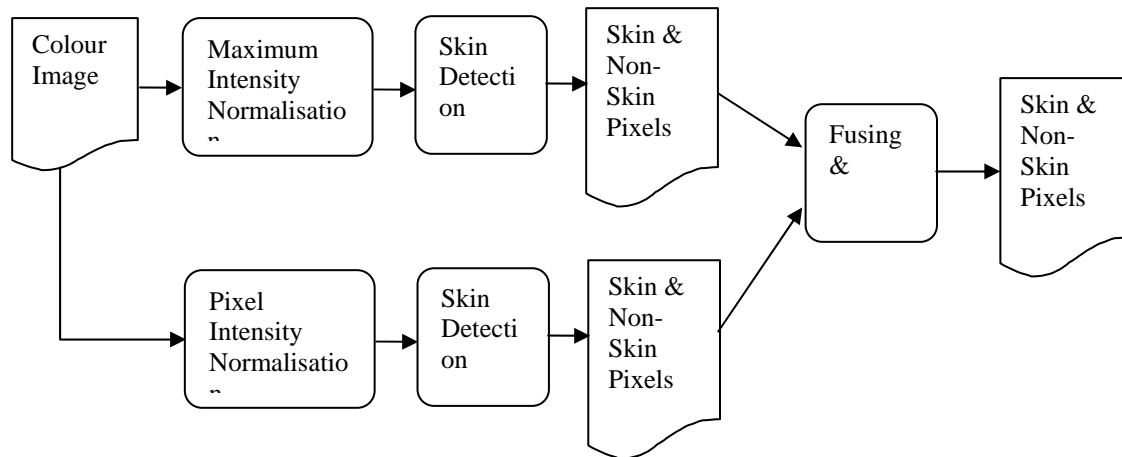 Colour
Image
Maximum
Intensity
Normalisatio
n
Skin
Detecti
on
Skin &
Non-
Skin
Pixels
Fusing
&
Skin &
Non-
Skin
Pixels
Pixel
Intensity
Normalisatio
n
Skin
Detecti
on
Skin &
Non-
Skin
Pixels